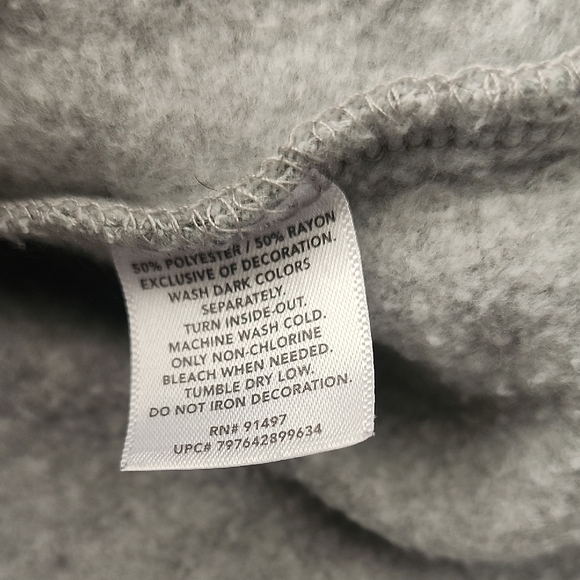 50% POLYESTER / 50% RAYON
EXCLUSIVE OF DECORATION.
WASH DARK COLORS
SEPARATELY.
TURN INSIDE-OUT.
MACHINE WASH COLD.
ONLY NON-CHLORINE
BLEACH WHEN NEEDED.
TUMBLE DRY LOW.
DO NOT IRON DECORATION.
RN# 91497
UPC# 797642899634